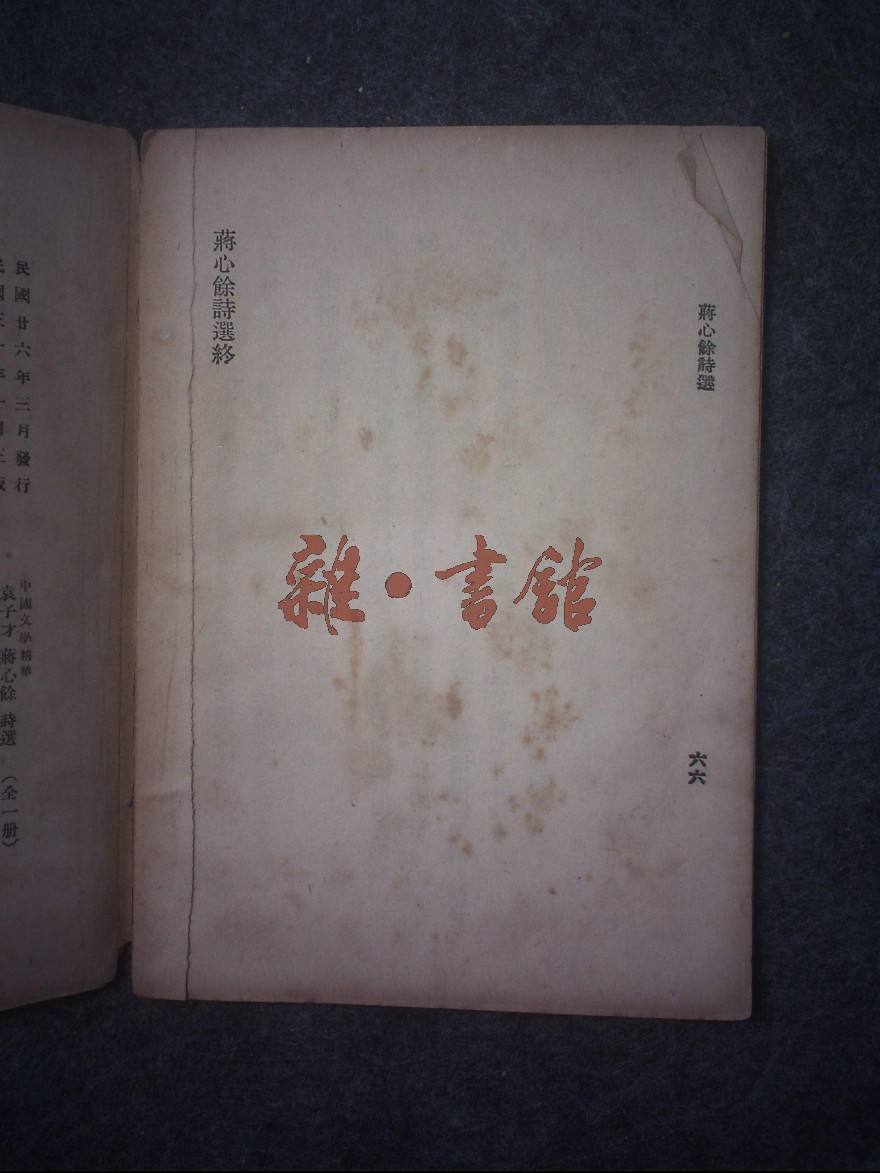 蔣心餘詩選
六六
蔣心餘詩選終
雜·書館
民國廿六年三月發行
中國文學精華
袁子才 蔣心餘 詩選 (全一册)